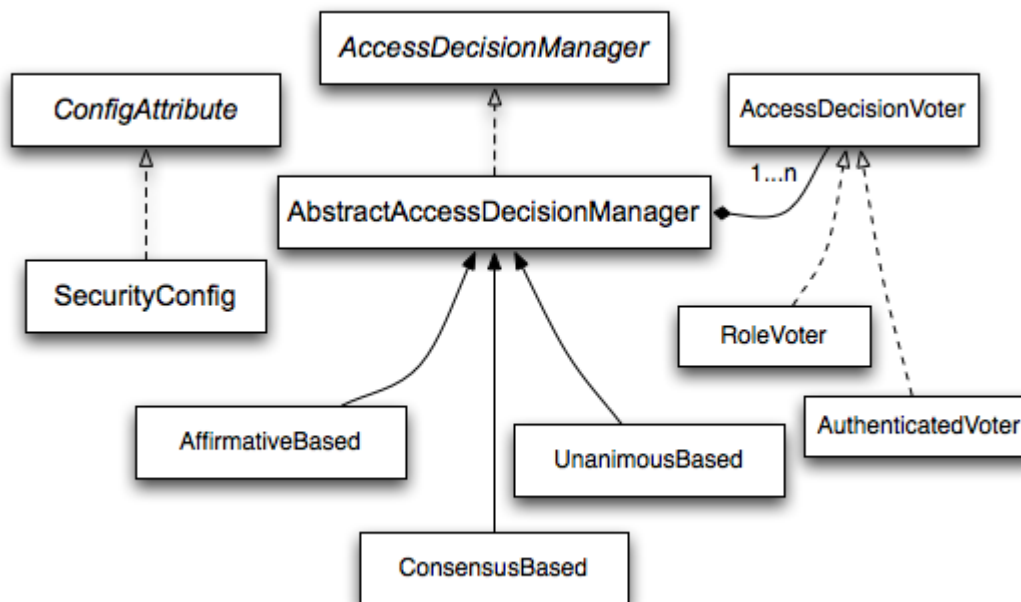 AccessDecisionManager
ConfigAttribute
AccessDecisionVoter
1...n
AbstractAccessDecisionManager
SecurityConfig
RoleVoter
AffirmativeBased
UnanimousBased
AuthenticatedVoter
ConsensusBased